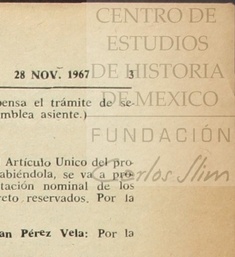 CENTRO DE
ESTUDIOS
DE HISTORIA
DE MEXICO
FUNDACIÓN
Carlos Slim
28 NOV. 1967 3
pensa el trámite de se-
mblea asiente.)
Artículo Unico del pro-
abiéndola, se va a pro-
tación nominal de los
reto reservados. Por la
an Pérez Vela: Por la